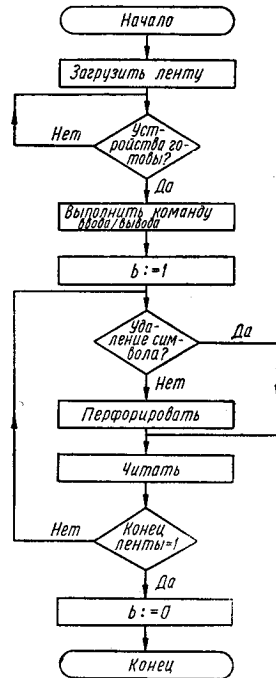 Начало
Загрузить ленту
Уст-
ройства го-
товы?
Нет
Да
Выполнить команду
ввода/вывода
b:=1
Уда-
ление сим-
вола?
Да
Нет
Перфорировать
Читать
Конец
ленты=1
Нет
Да
b:=0
Конец